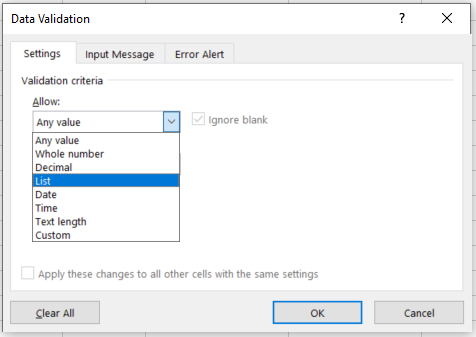 Data Validation ? ×
Settings Input Message Error Alert
Validation criteria
Allow:
Any value Ignore blank
Any value
Whole number
Decimal
List
Date
Time
Text length
Custom
Apply these changes to all other cells with the same settings
Clear All OK Cancel